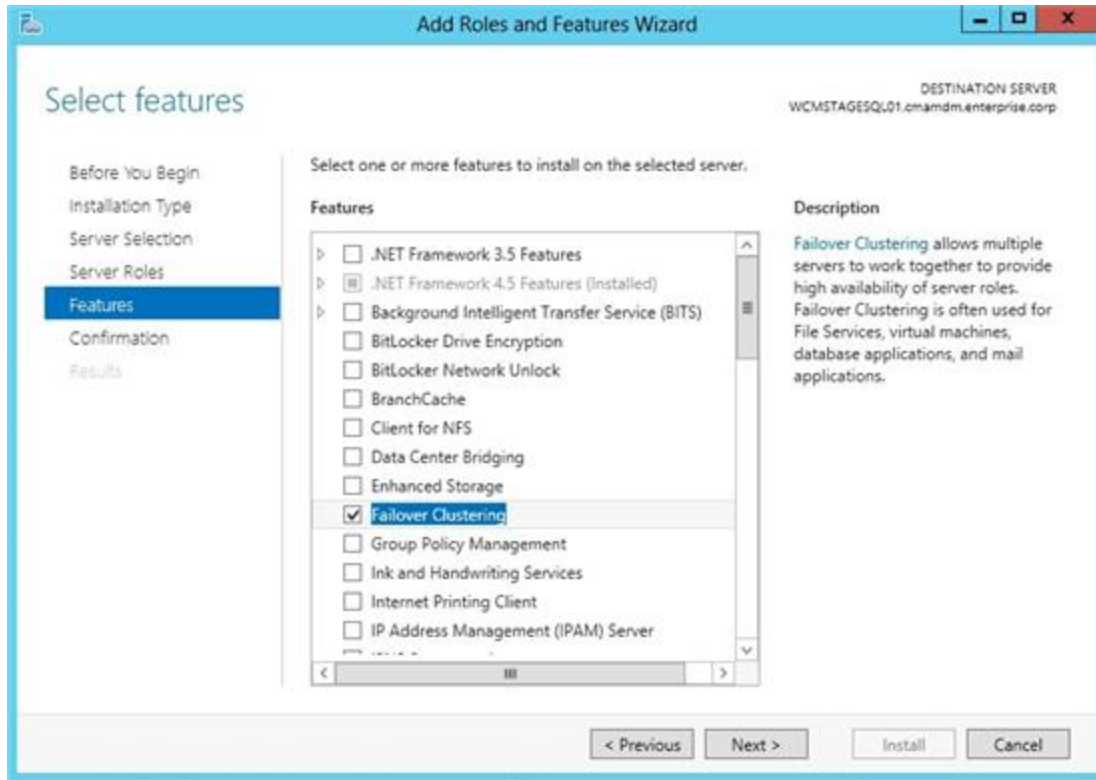 Add Roles and Features Wizard
Select features
DESTINATION SERVER
WCMSTAGESQL01.cmamdm.enterprise.corp
Before You Begin
Installation Type
Server Selection
Server Roles
Features
Confirmation
Results
Select one or more features to install on the selected server.
Features
.NET Framework 3.5 Features
.NET Framework 4.5 Features (Installed)
Background Intelligent Transfer Service (BITS)
BitLocker Drive Encryption
BitLocker Network Unlock
BranchCache
Client for NFS
Data Center Bridging
Enhanced Storage
Failover Clustering
Group Policy Management
Ink and Handwriting Services
Internet Printing Client
IP Address Management (IPAM) Server
Description
Failover Clustering allows multiple
servers to work together to provide
high availability of server roles.
Failover Clustering is often used for
File Services, virtual machines,
database applications, and mail
applications.
< Previous
Next >
Install
Cancel